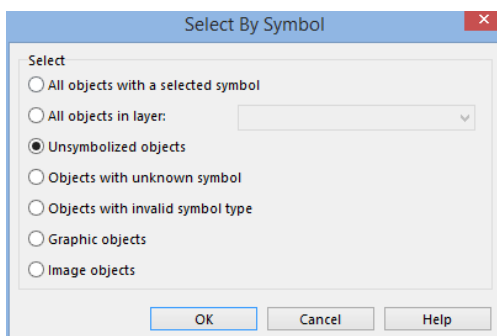 Select By Symbol
Select
All objects with a selected symbol
All objects in layer:
Unsymbolized objects
Objects with unknown symbol
Objects with invalid symbol type
Graphic objects
Image objects
OK Cancel Help